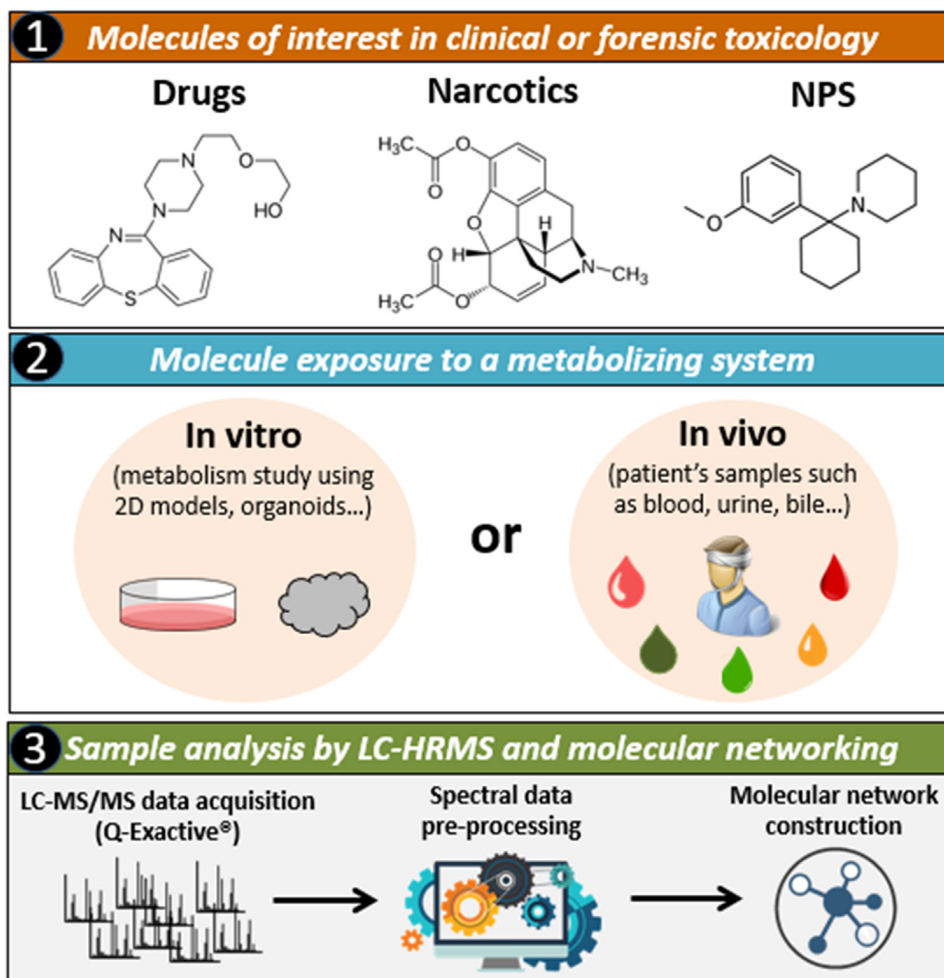 1 Molecules of interest in clinical or forensic toxicology
Drugs
Narcotics
NPS
N
O
HO
N
N
S
H₃C
O
O
O
H
H
O
H₃C
O
N
CH₃
O
N
2 Molecule exposure to a metabolizing system
In vitro
(metabolism study using
2D models, organoids...)
or
In vivo
(patient's samples such
as blood, urine, bile...)
3 Sample analysis by LC-HRMS and molecular networking
LC-MS/MS data acquisition
(Q-Exactive®)
Spectral data
pre-processing
Molecular network
construction